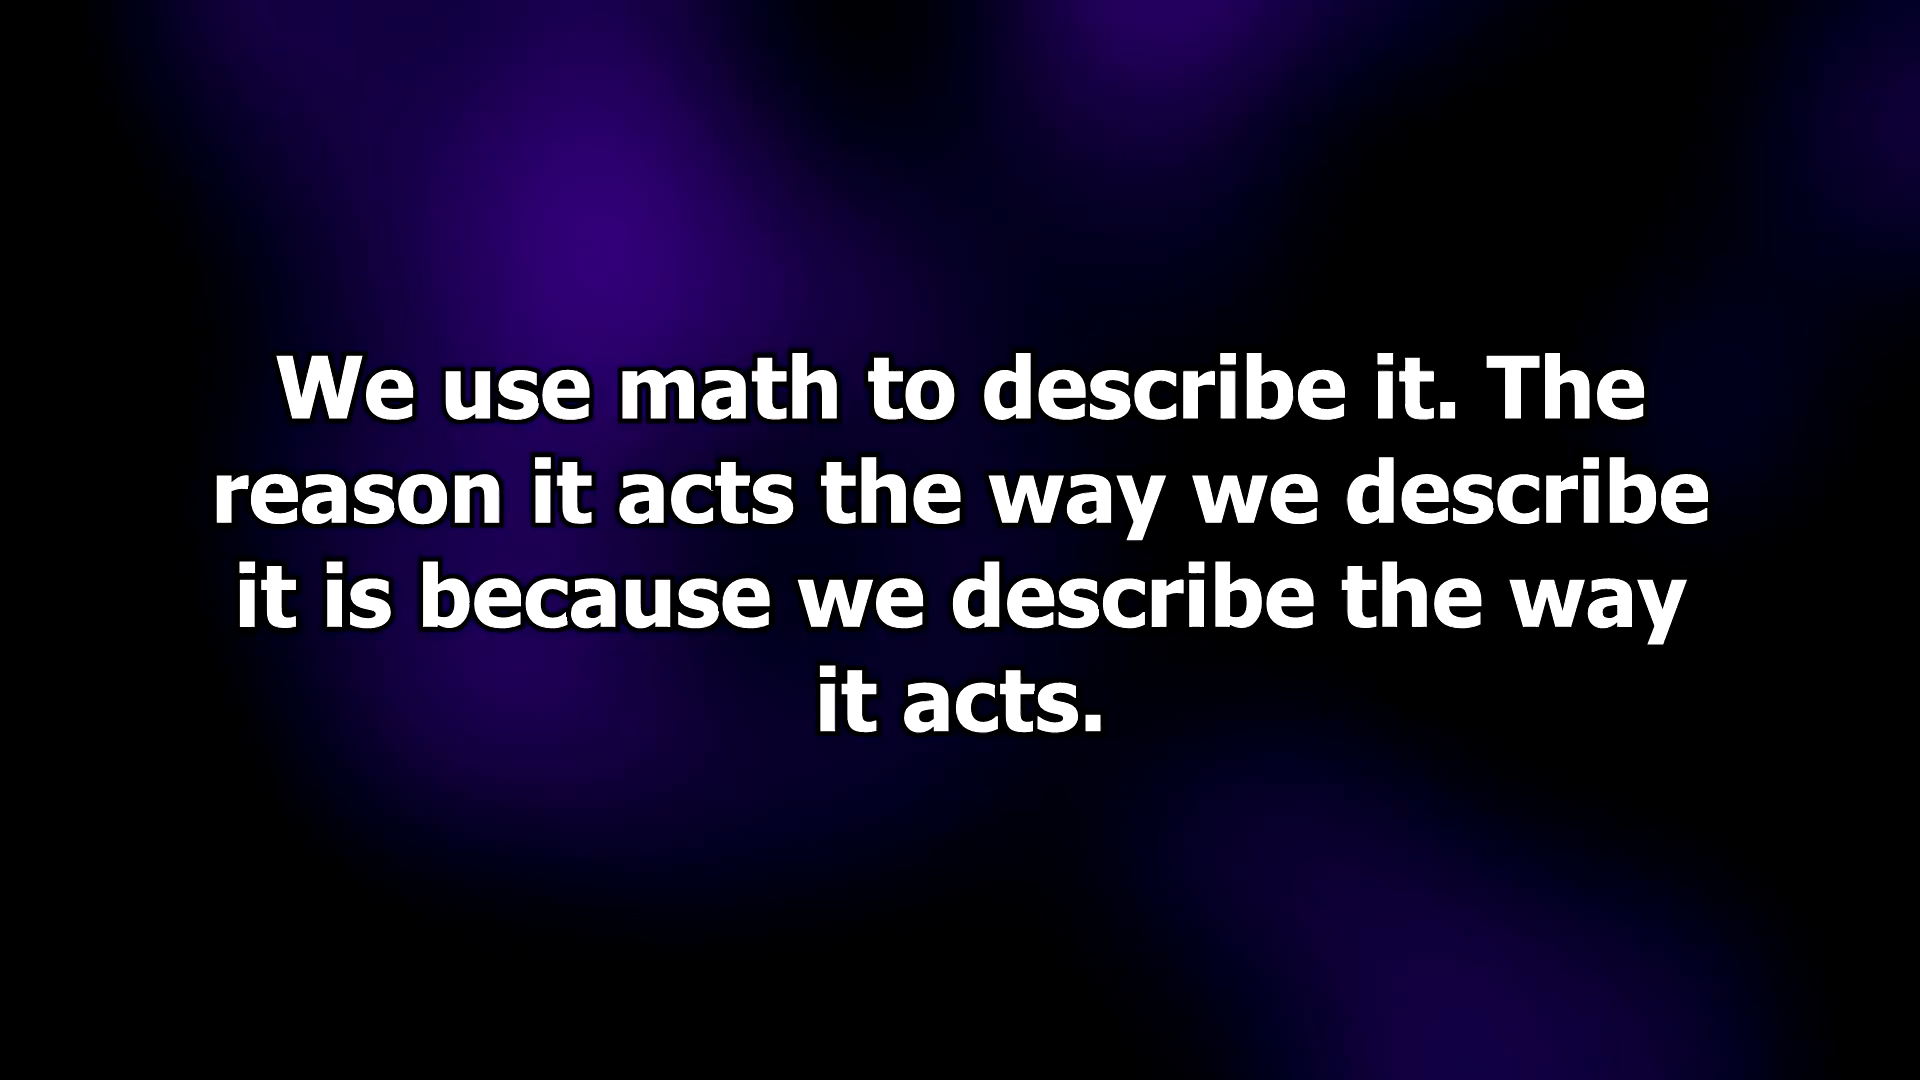 We use math to describe it. The
reason it acts the way we describe
it is because we describe the way
it acts.